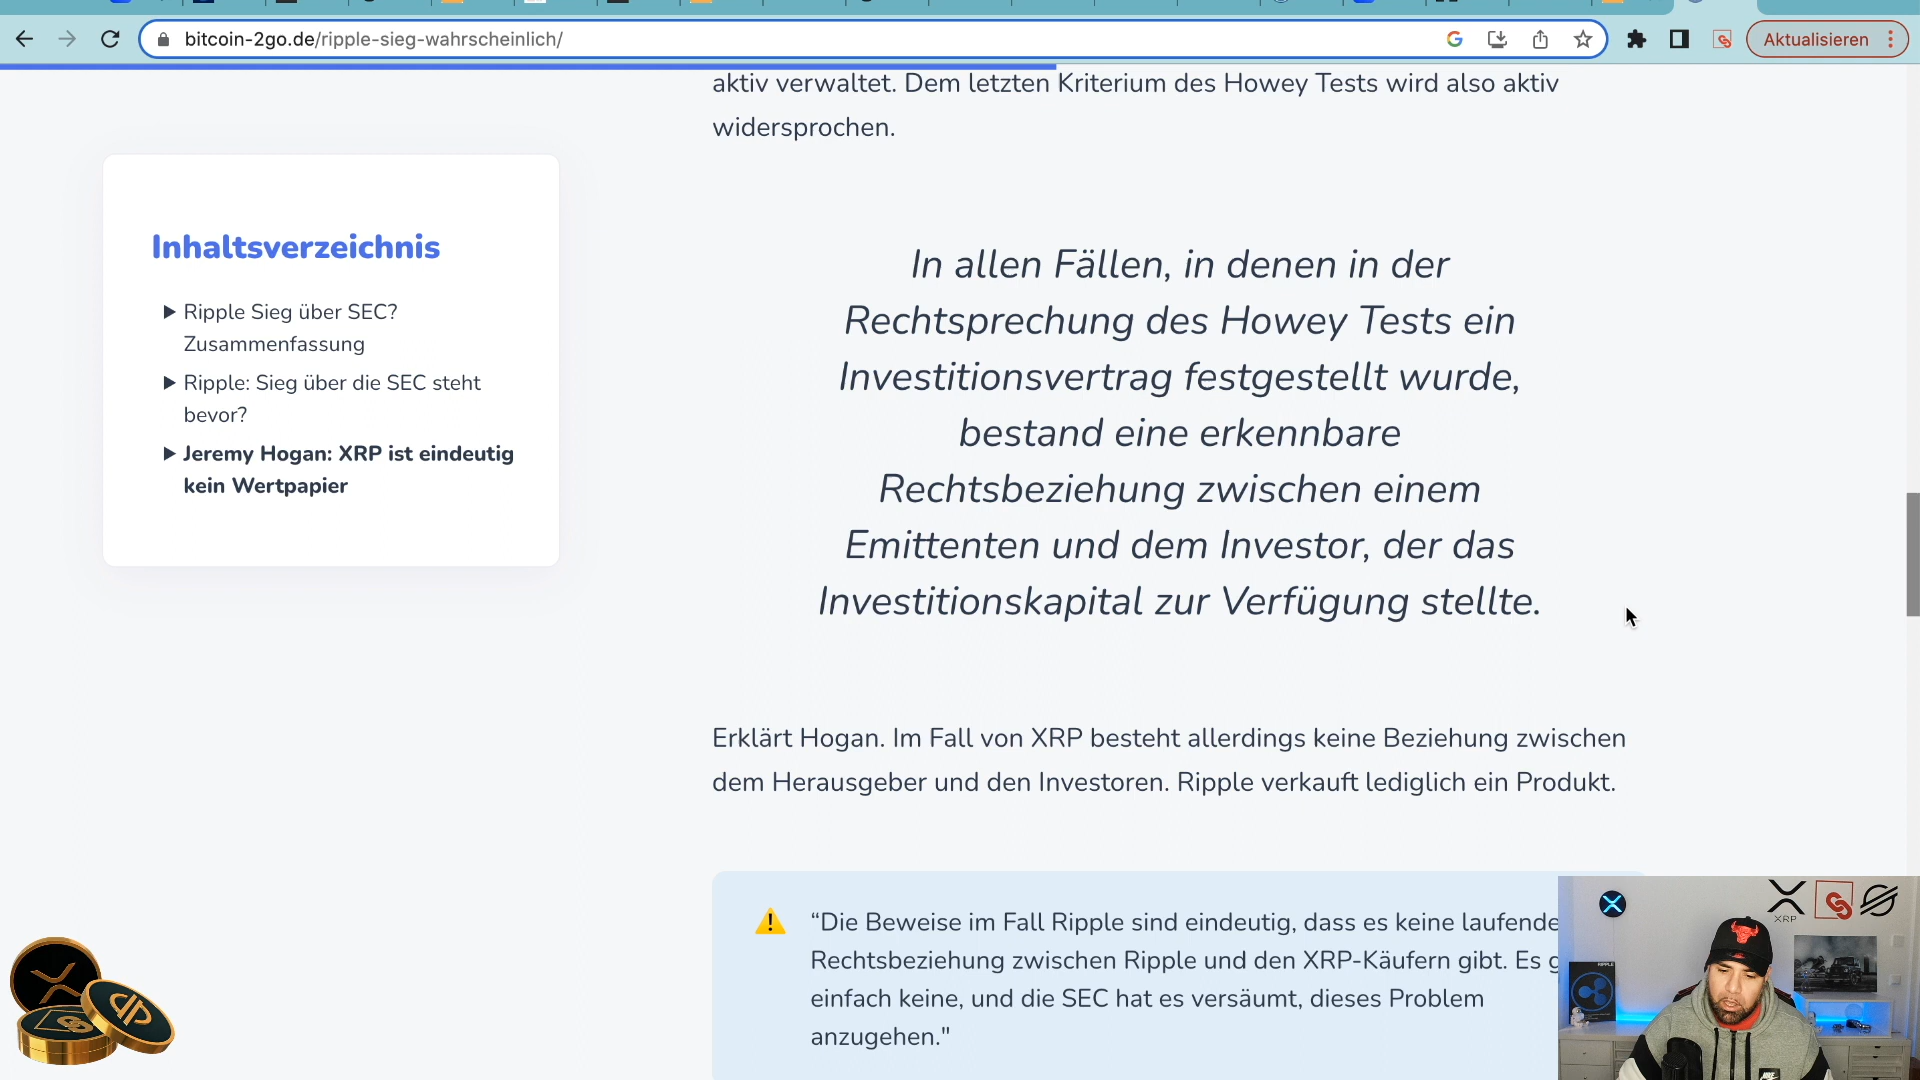 bitcoin-2go.de/ripple-sieg-wahrscheinlich/
Aktualisieren
aktiv verwaltet. Dem letzten Kriterium des Howey Tests wird also aktiv
widersprochen.
Inhaltsverzeichnis
Ripple Sieg über SEC?
Zusammenfassung
Ripple: Sieg über die SEC steht
bevor?
Jeremy Hogan: XRP ist eindeutig
kein Wertpapier
In allen Fällen, in denen in der
Rechtsprechung des Howey Tests ein
Investitionsvertrag festgestellt wurde,
bestand eine erkennbare
Rechtsbeziehung zwischen einem
Emittenten und dem Investor, der das
Investitionskapital zur Verfügung stellte.
Erklärt Hogan. Im Fall von XRP besteht allerdings keine Beziehung zwischen
dem Herausgeber und den Investoren. Ripple verkauft lediglich ein Produkt.
“Die Beweise im Fall Ripple sind eindeutig, dass es keine laufende
Rechtsbeziehung zwischen Ripple und den XRP-Käufern gibt. Es g
einfach keine, und die SEC hat es versäumt, dieses Problem
anzugehen."
XRP
RIPPLE